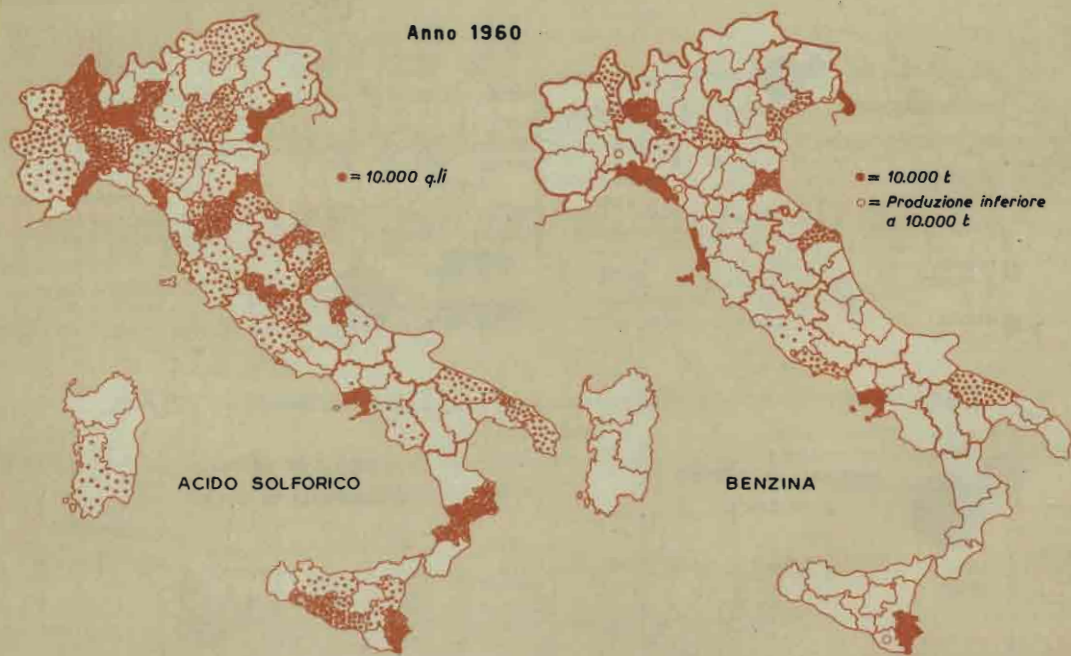 Anno 1960
● = 10.000 q.li
● = 10.000 t
○ = Produzione inferiore
a 10.000 t
ACIDO SOLFORICO
BENZINA